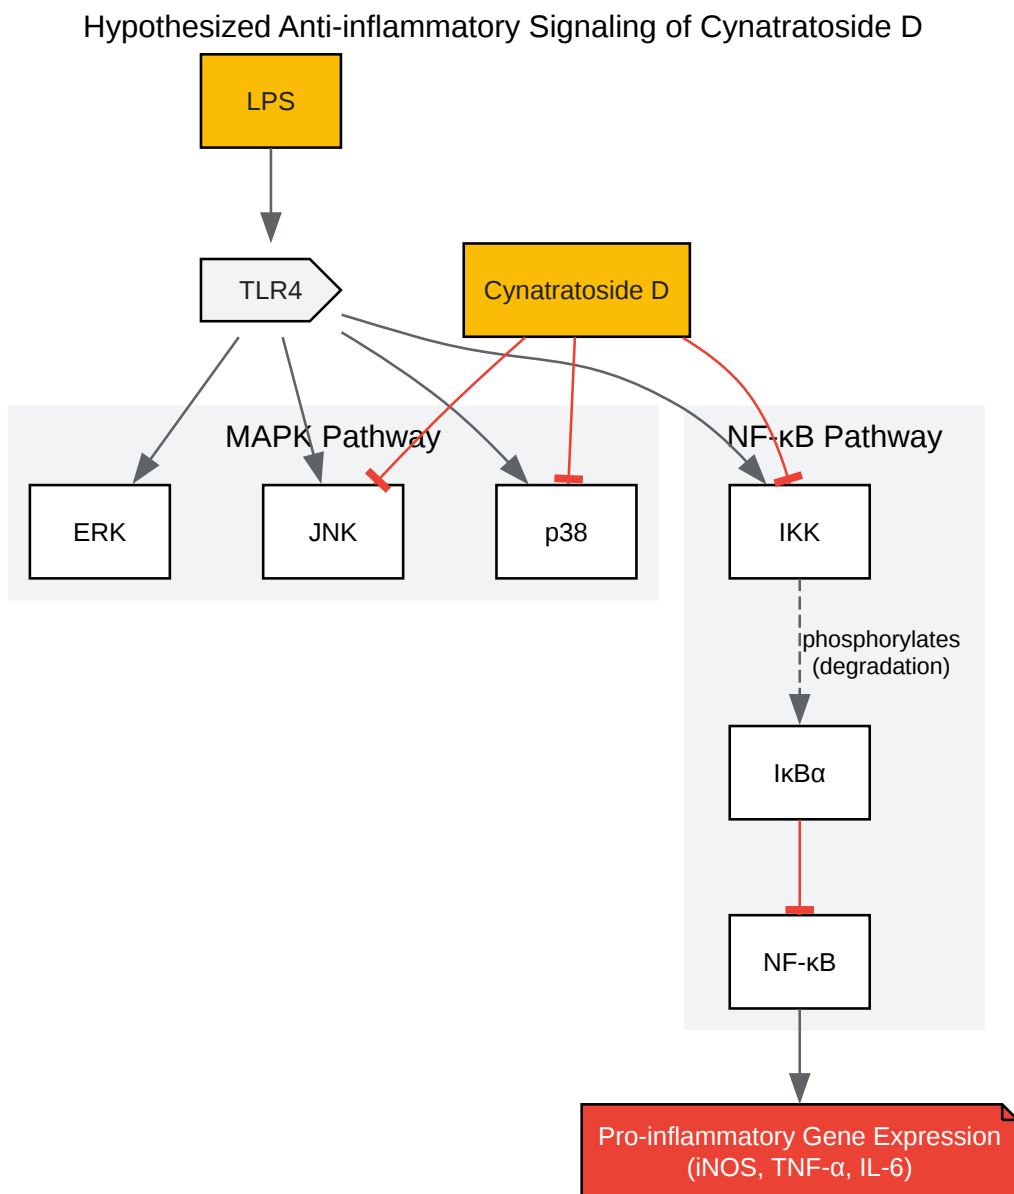 Hypothesized Anti-inflammatory Signaling of Cynatratoside D
LPS
TLR4
Cynatratoside D
MAPK Pathway
NF-κB Pathway
ERK
JNK
p38
IKK
phosphorylates
(degradation)
IκBα
NF-κB
Pro-inflammatory Gene Expression
(iNOS, TNF-α, IL-6)